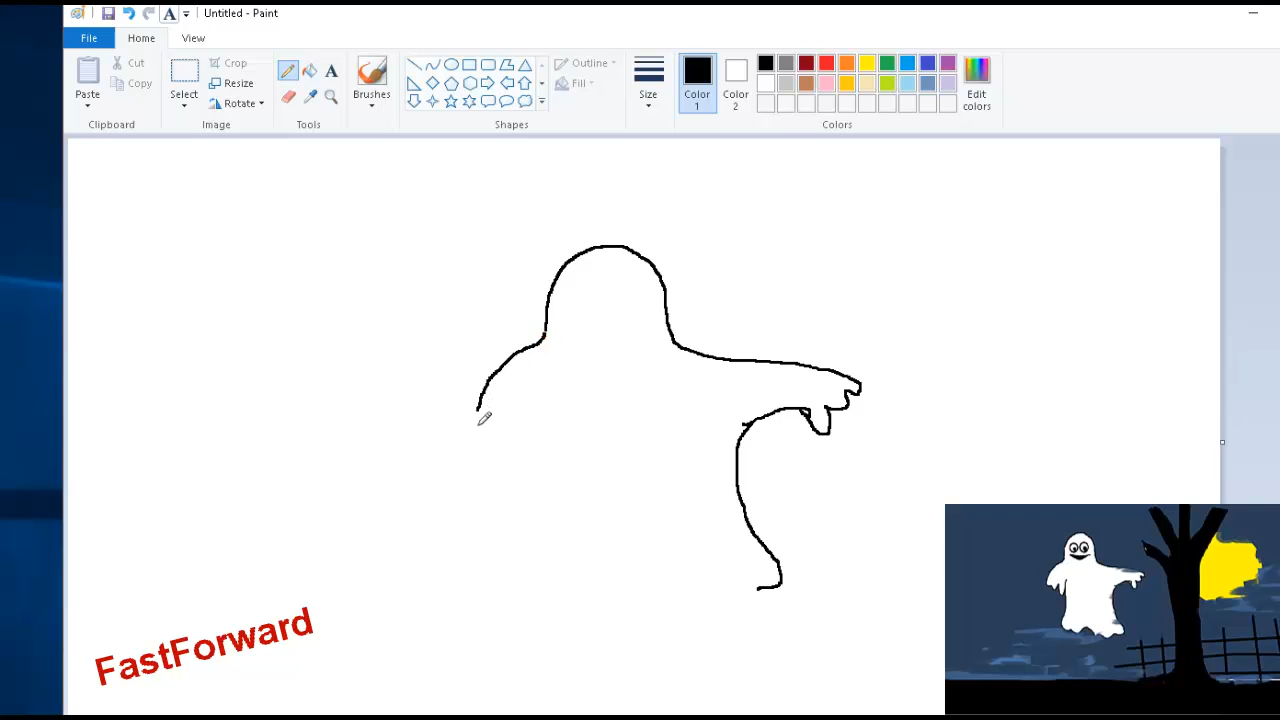 Untitled - Paint
File Home View
Paste Cut Copy Clipboard
Select Crop Resize Rotate Image
A Tools
Brushes
Outline Fill Shapes
Size
Color 1 Color 2 Edit colors Colors
FastForward